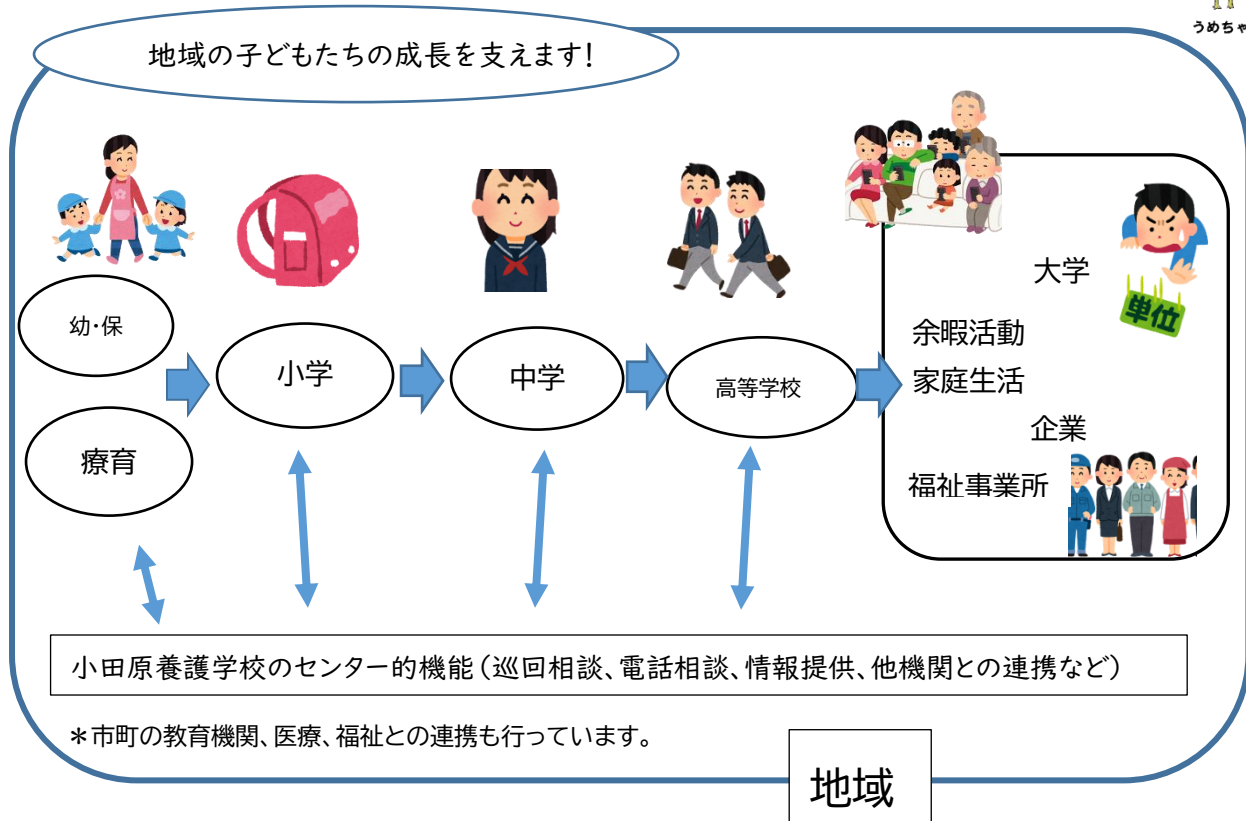 うめちゃ
地域の子どもたちの成長を支えます!
幼・保
療育
小学
中学
高等学校
大学
単位
余暇活動
家庭生活
企業
福祉事業所
小田原養護学校のセンター的機能(巡回相談、電話相談、情報提供、他機関との連携など)
*市町の教育機関、医療、福祉との連携も行っています。
地域